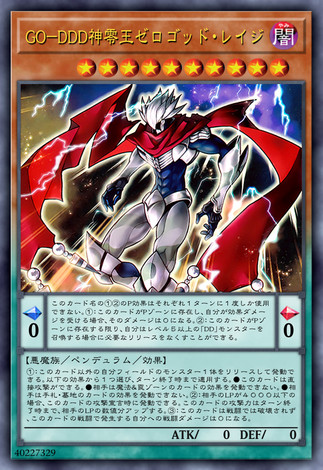 GO-DDD神零王ゼロゴッド・レイジ
闇
やみ
このカード名の①②のP効果はそれぞれ１ターンに１度しか使用
できない。①：このカードがPゾーンに存在し、自分が効果ダメー
ジを受ける場合、そのダメージは０になる。②：このカードがPゾ
ーンに存在する限り、自分はレベル５以上の「DD」モンスターを
召喚する場合に必要なリリースをなくす事ができる。
0
0
【悪魔族／ペンデュラム／効果】
①：このカード以外の自分フィールドのモンスター１体をリリースして発動で
きる。以下の効果から１つ選び、ターン終了時まで適用する。●このカードは直
接攻撃できる。●相手は魔法&罠ゾーンのカードの効果を発動できない。●相手
は手札・墓地のカードの効果を発動できない。②：相手のLPが４０００以下の
場合、このカードの攻撃宣言時に発動できる。このカードの攻撃力はターン終
了時まで、相手のLPの数値分アップする。③：このカードは戦闘では破壊されず、
このカードの戦闘で発生する自分への戦闘ダメージは０になる。
ATK/ 0 DEF/ 0
40227329